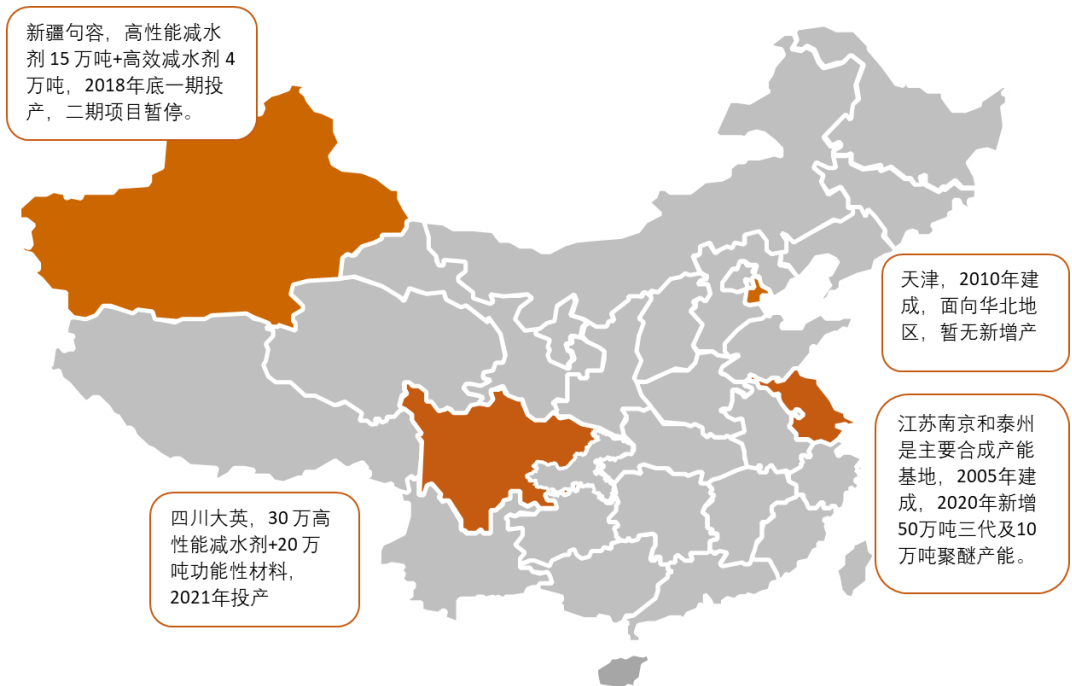 新疆句容，高性能减水
剂 15 万吨+高效减水剂 4
万吨，2018年底一期投
产，二期项目暂停。
天津，2010年建
成，面向华北地
区，暂无新增产
江苏南京和泰州
是主要合成产能
基地，2005年建
成，2020年新增
50万吨三代及10
万吨聚醚产能。
四川大英，30 万高
性能减水剂+20 万
吨功能性材料，
2021年投产